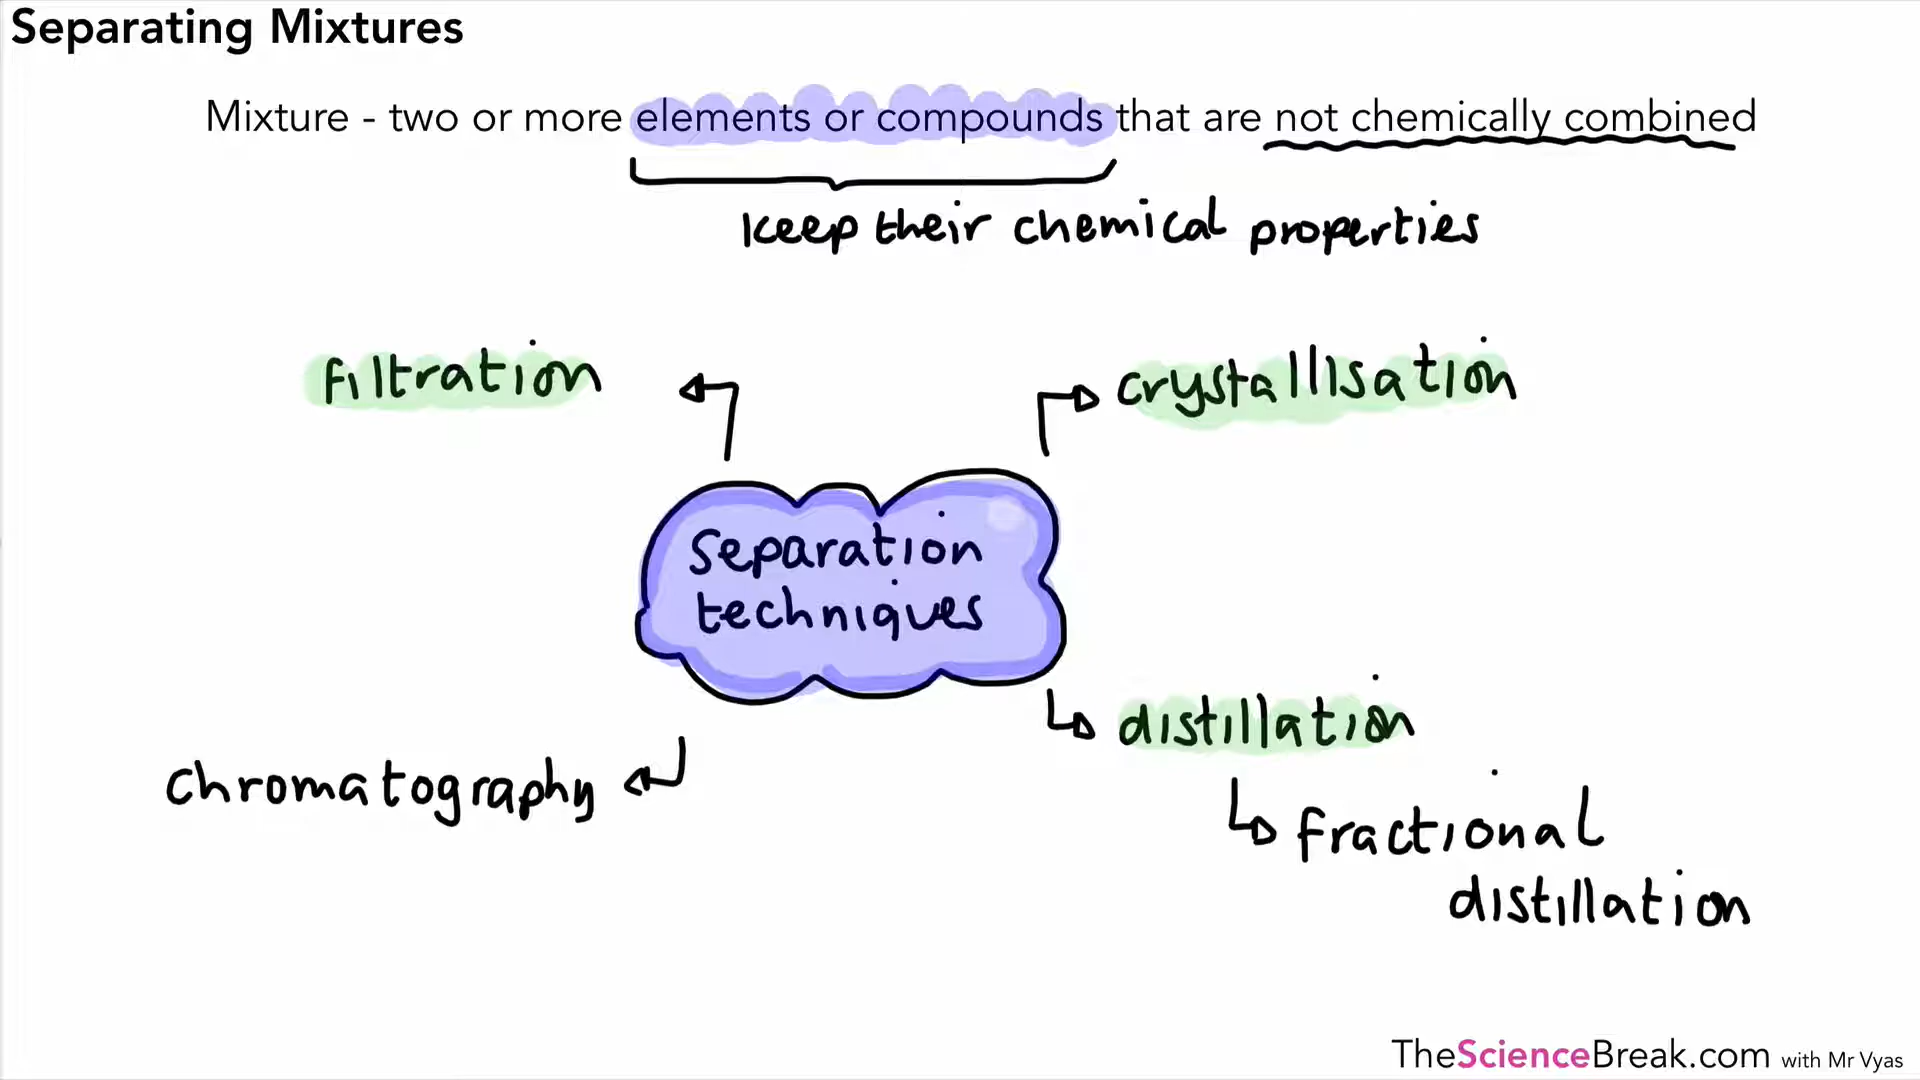 Separating Mixtures
Mixture - two or more elements or compounds that are not chemically combined
keep their chemical properties
filtration
crystallisation
separation
techniques
distillation
chromatography
fractional
distillation
TheScienceBreak.com with Mr Vyas